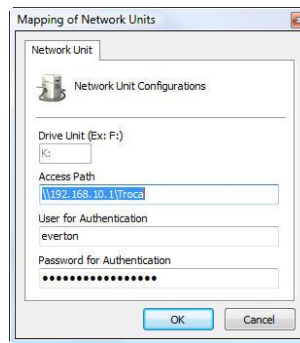 Mapping of Network Units
Network Unit
Network Unit Configurations
Drive Unit (Ex: F:)
K:
Access Path
\\192.168.10.1\Troca
User for Authentication
everton
Password for Authentication
•••••••••••••••••
OK
Cancel